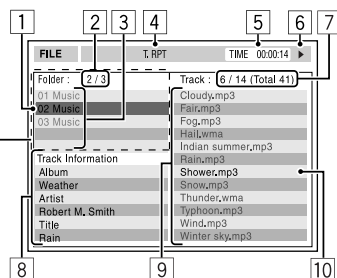 1 2 3 4 5 6 7
FILE T. RPT TIME 00:00:14
Folder : 2 / 3 Track : 6 / 14 (Total 41)
01 Music
02 Music
03 Music
Cloudy.mp3
Fair.mp3
Fog.mp3
Hail.wma
Indian summer.mp3
Rain.mp3
Shower.mp3
Snow.mp3
Thunder.wma
Typhoon.mp3
Wind.mp3
Winter sky.mp3
Track Information
Album
Weather
Artist
Robert M. Smith
Title
Rain
8 9 10